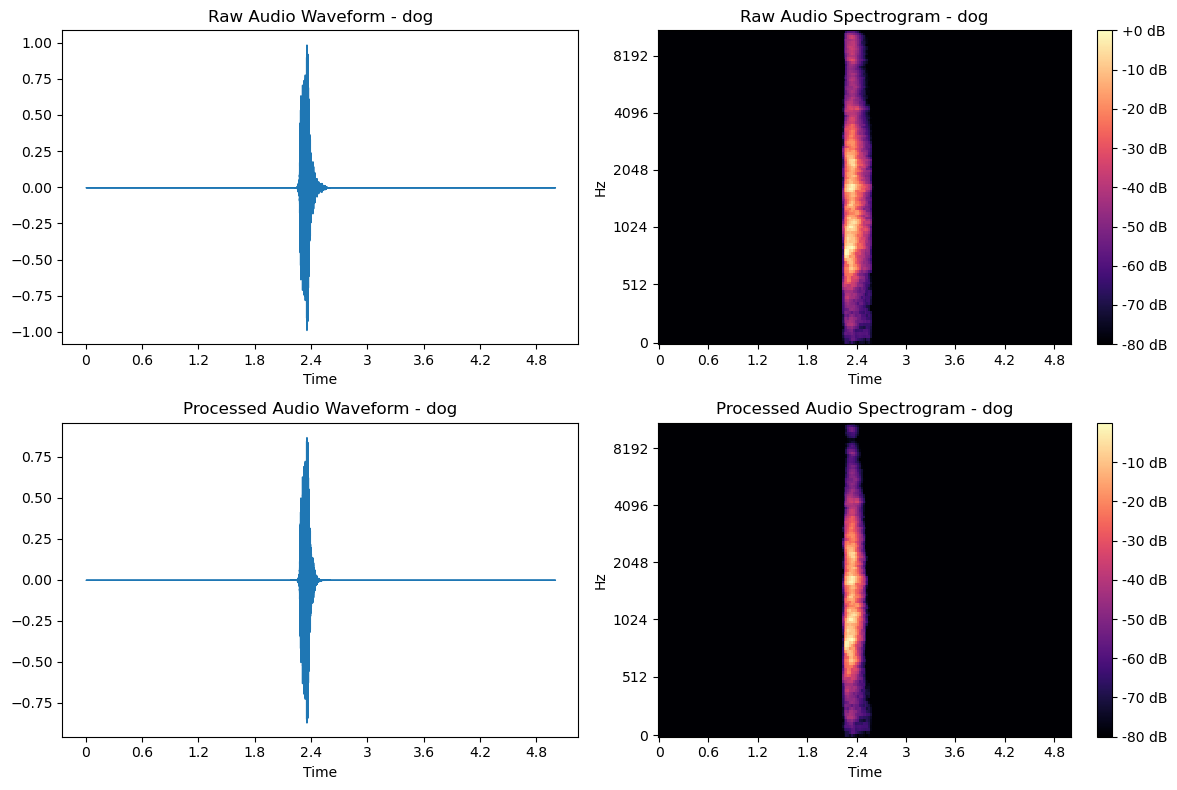 Raw Audio Waveform - dog
1.00
0.75
0.50
0.25
0.00
−0.25
−0.50
−0.75
−1.00
0 0.6 1.2 1.8 2.4 3 3.6 4.2 4.8
Time
Raw Audio Spectrogram - dog
8192
4096
2048
1024
512
0
Hz
0 0.6 1.2 1.8 2.4 3 3.6 4.2 4.8
Time
+0 dB
-10 dB
-20 dB
-30 dB
-40 dB
-50 dB
-60 dB
-70 dB
-80 dB
Processed Audio Waveform - dog
0.75
0.50
0.25
0.00
−0.25
−0.50
−0.75
0 0.6 1.2 1.8 2.4 3 3.6 4.2 4.8
Time
Processed Audio Spectrogram - dog
8192
4096
2048
1024
512
0
Hz
0 0.6 1.2 1.8 2.4 3 3.6 4.2 4.8
Time
-10 dB
-20 dB
-30 dB
-40 dB
-50 dB
-60 dB
-70 dB
-80 dB